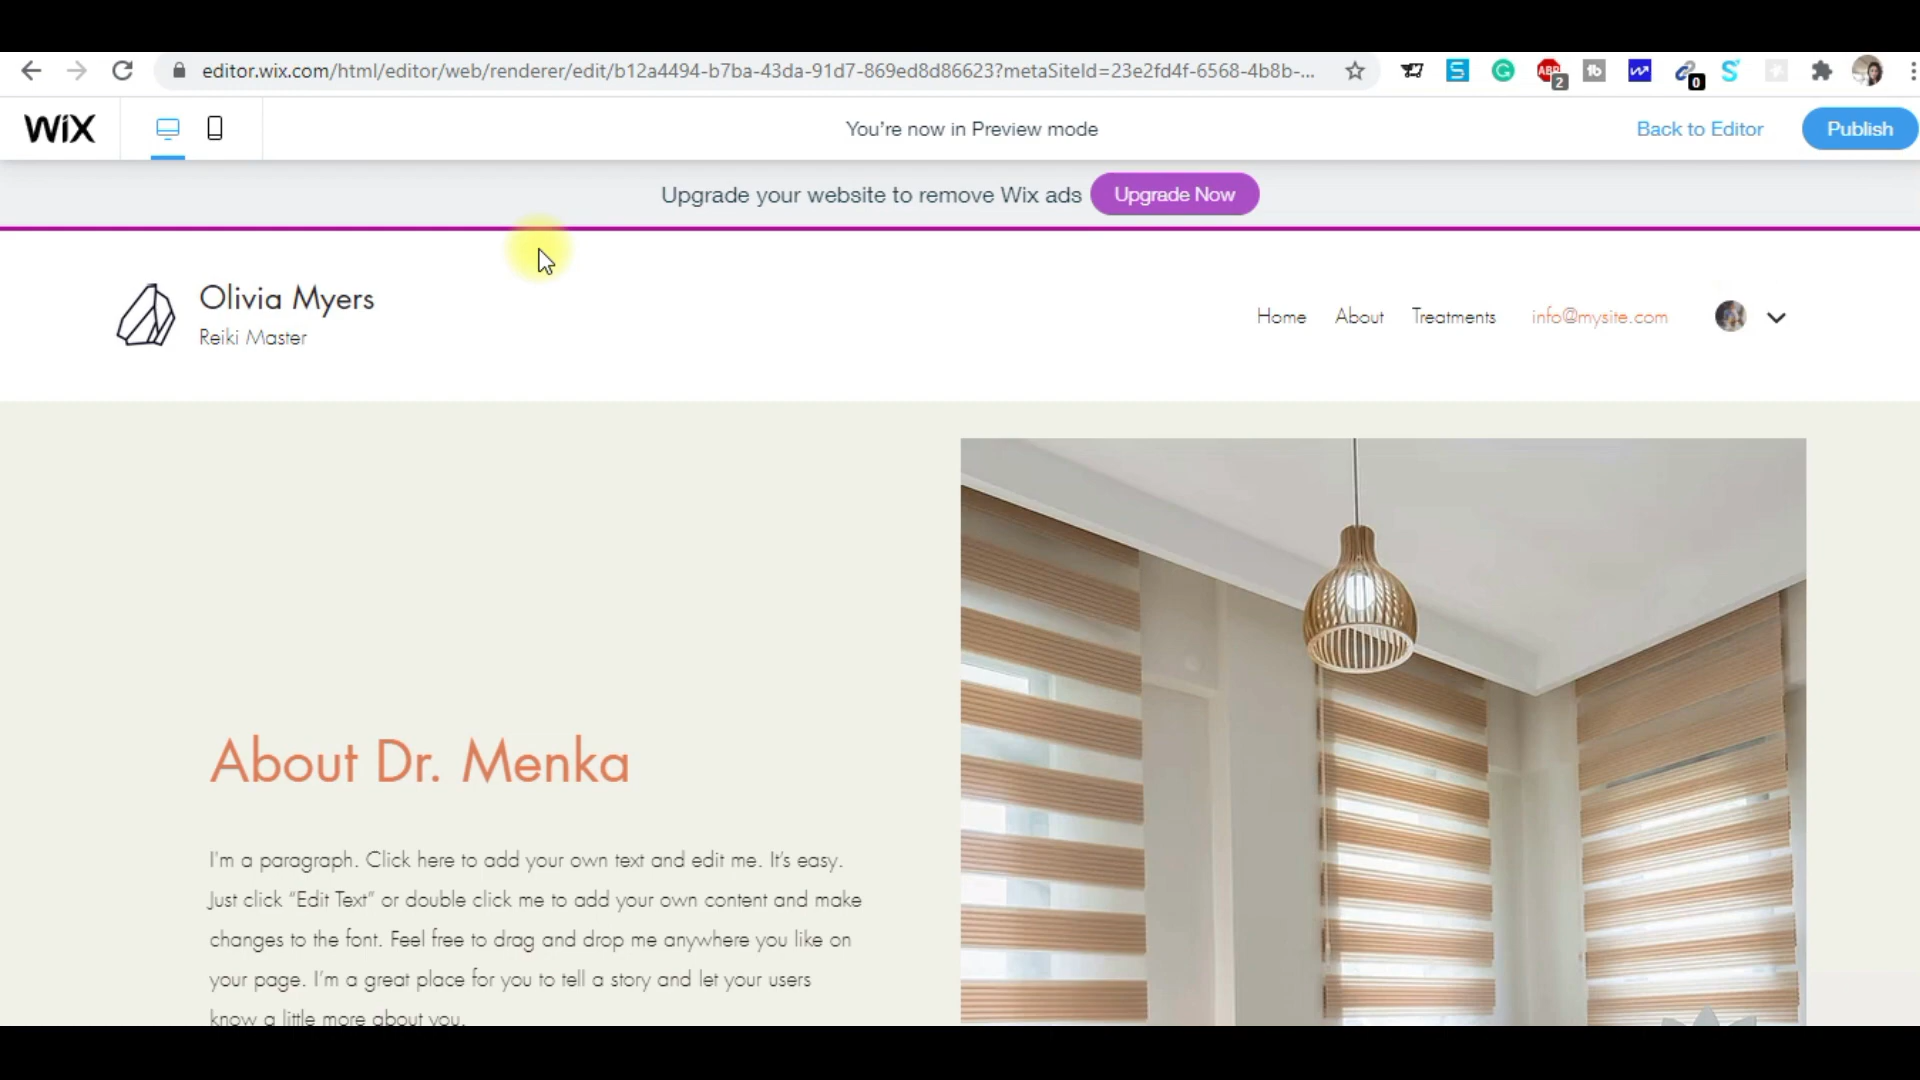 editor.wix.com/html/editor/web/renderer/edit/b12a4494-b7ba-43da-91d7-869ed8d86623?metaSiteId=23e2fd4f-6568-4b8b-...
S
G
ABP
2
tb
0
S
WiX
You're now in Preview mode
Back to Editor
Publish
Upgrade your website to remove Wix ads
Upgrade Now
Olivia Myers
Reiki Master
Home
About
Treatments
info@mysite.com
About Dr. Menka
I'm a paragraph. Click here to add your own text and edit me. It's easy.
Just click “Edit Text” or double click me to add your own content and make
changes to the font. Feel free to drag and drop me anywhere you like on
your page. I'm a great place for you to tell a story and let your users
know a little more about you.